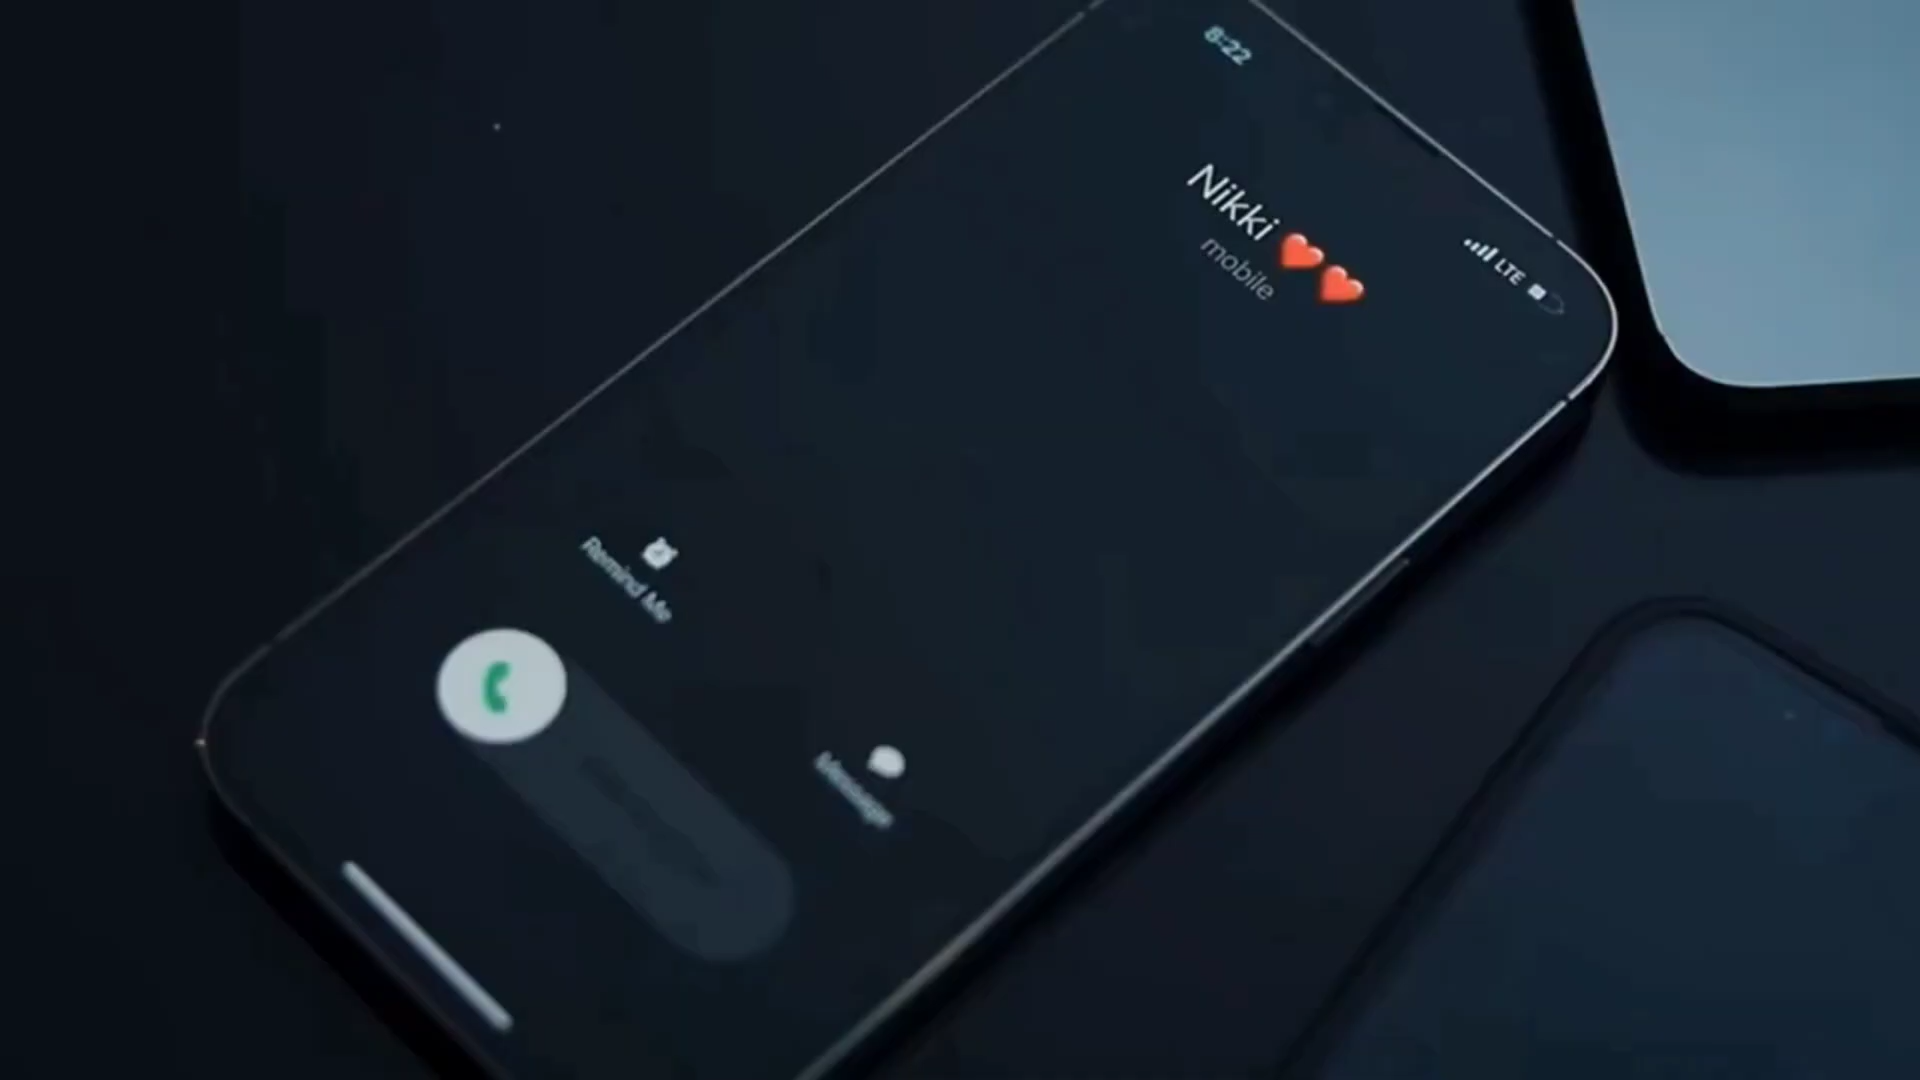 8:22
LTE
Nikki ❤️❤️
mobile
Remind Me
Message